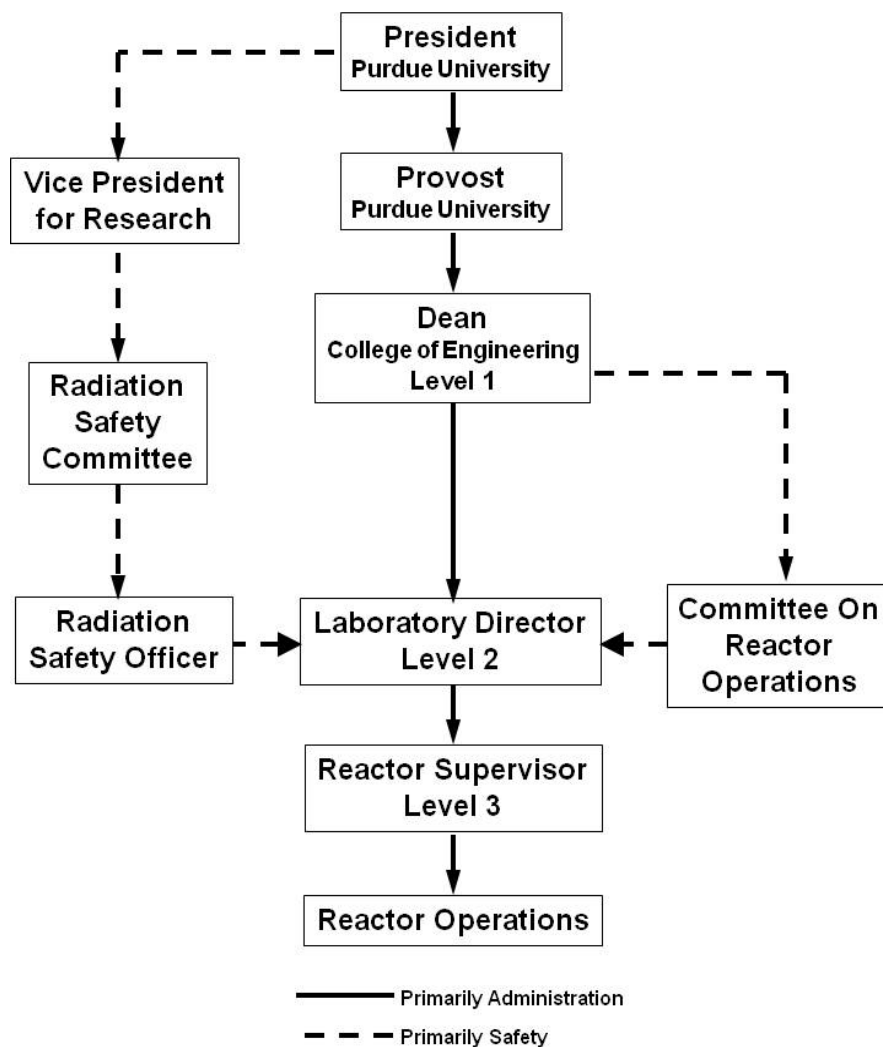 President
Purdue University
Provost
Purdue University
Vice President
for Research
Dean
College of Engineering
Level 1
Radiation
Safety
Committee
Radiation
Safety Officer
Laboratory Director
Level 2
Committee On
Reactor
Operations
Reactor Supervisor
Level 3
Reactor Operations
Primarily Administration
Primarily Safety